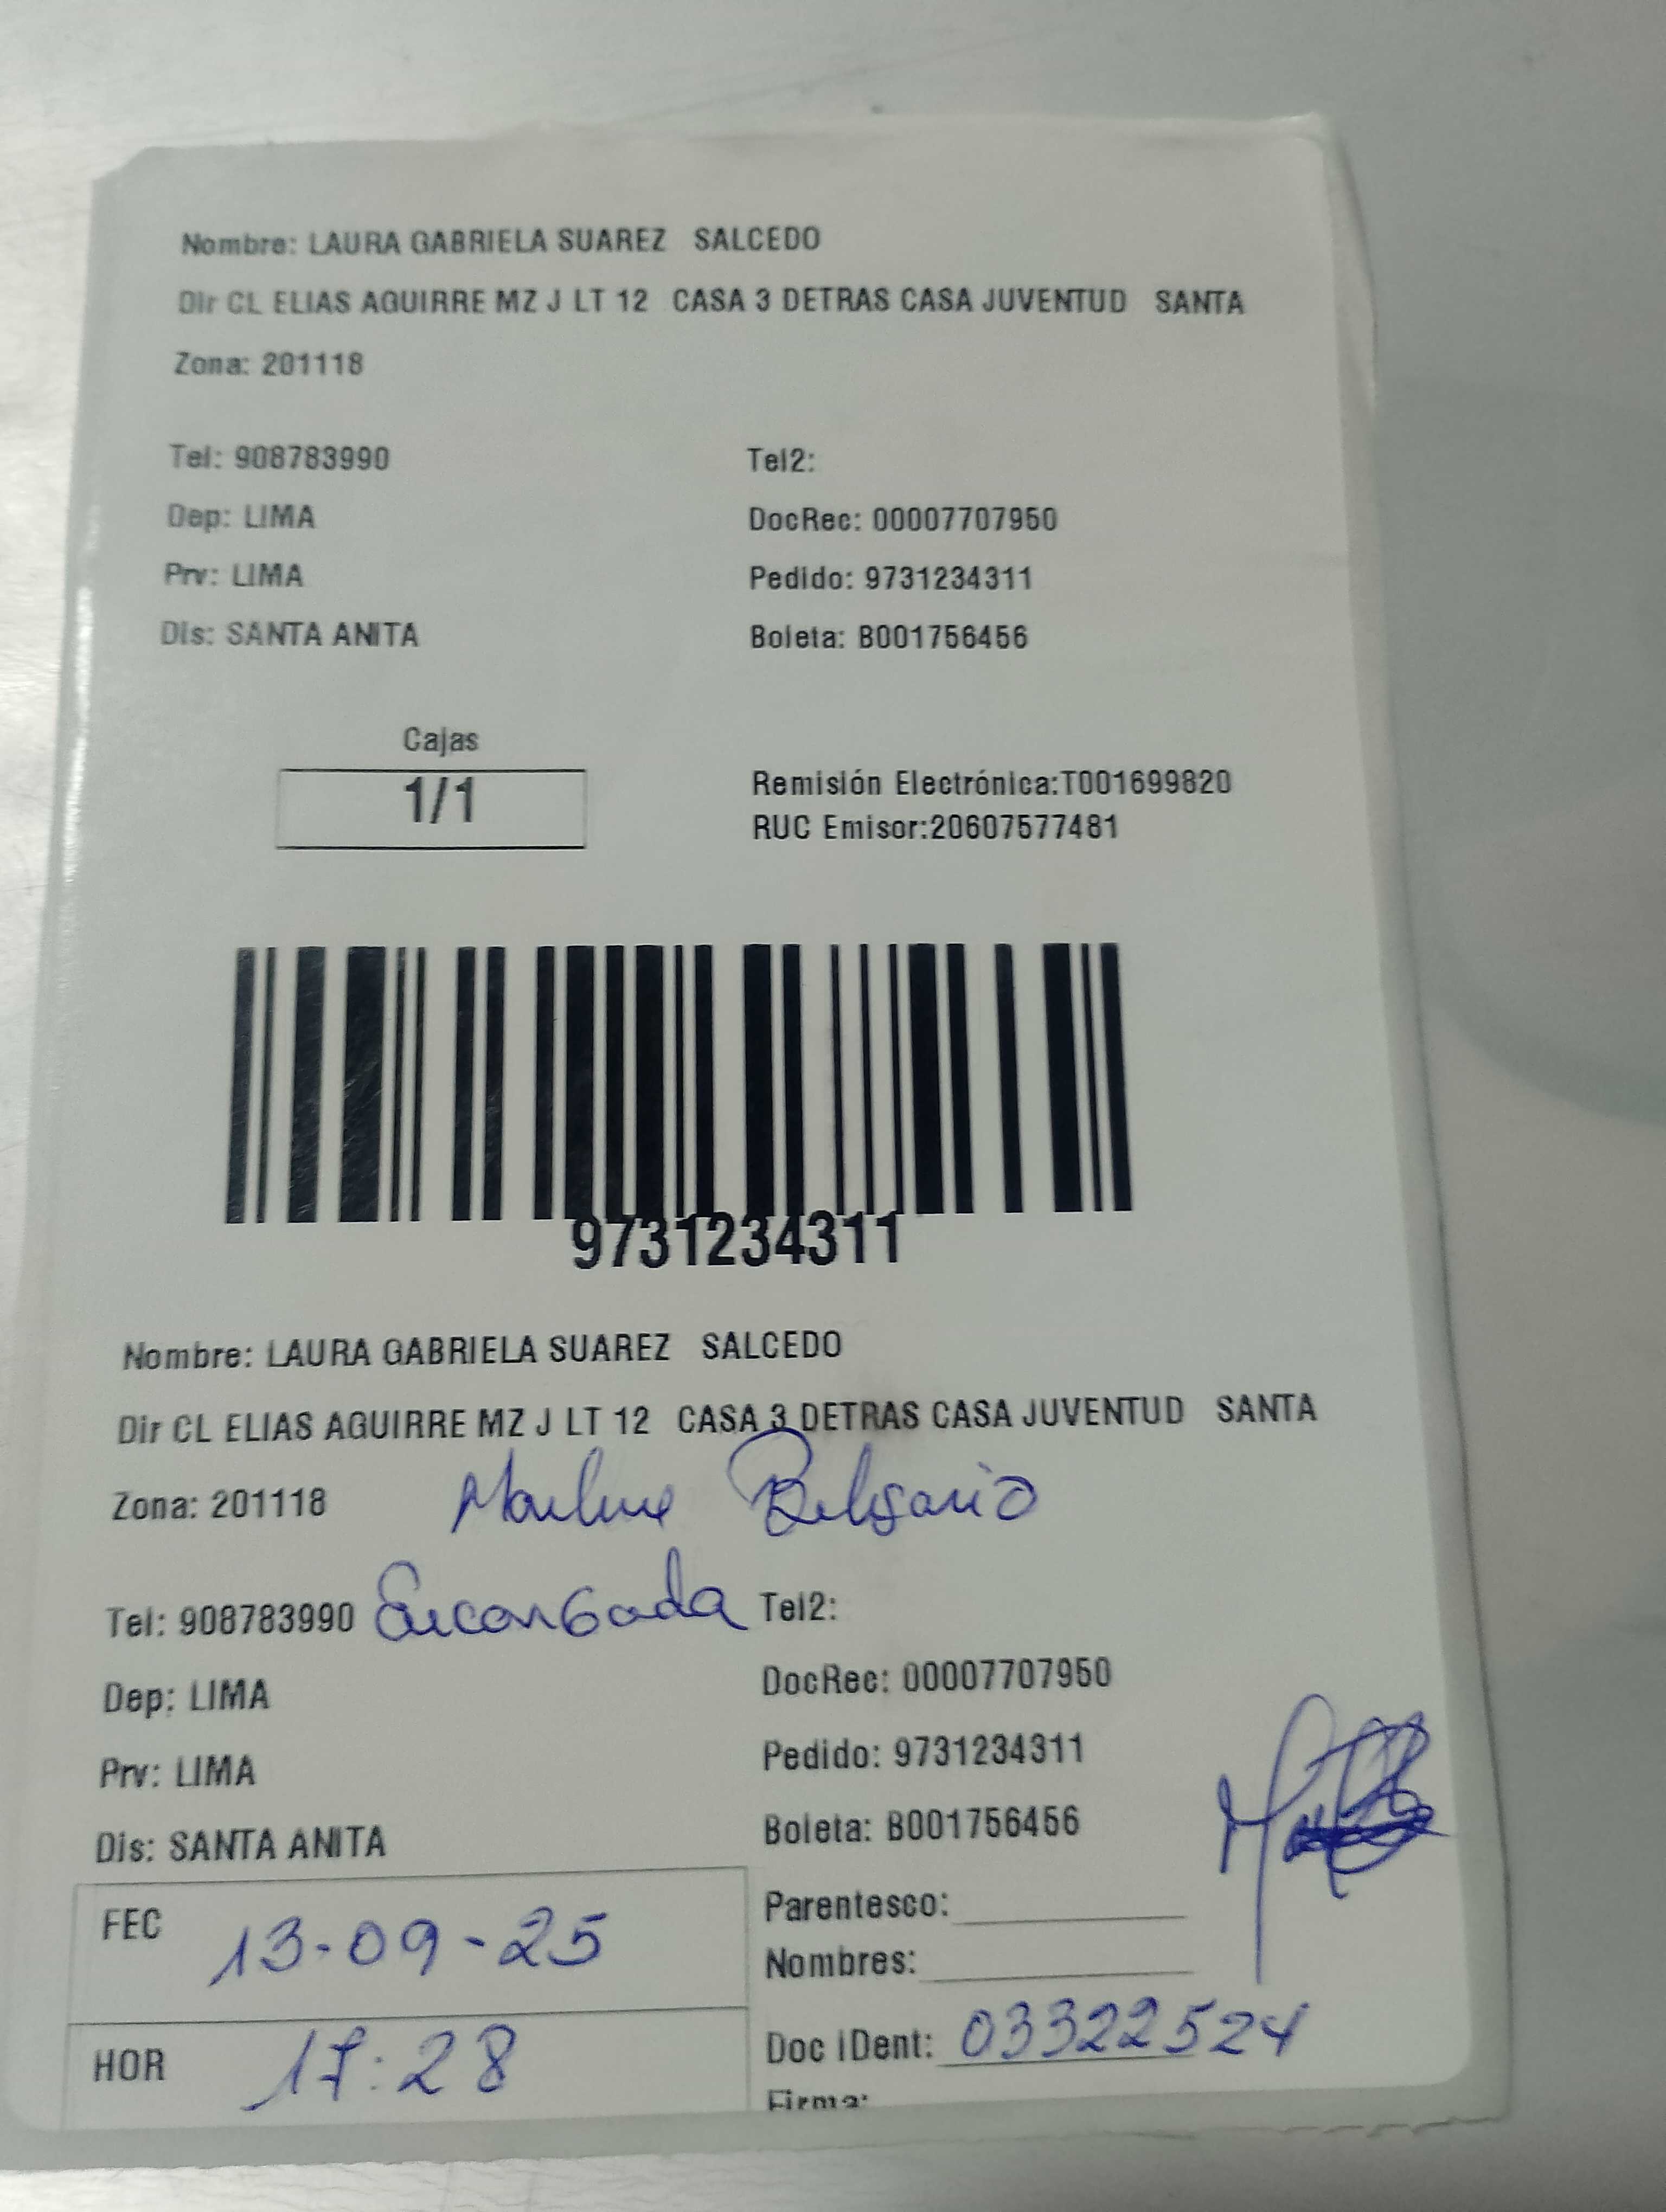 Nombre: LAURA GABRIELA SUAREZ SALCEDO
Dir CL ELIAS AGUIRRE MZ J LT 12 CASA 3 DETRAS CASA JUVENTUD SANTA
Zona: 201118
Tel: 908783990 Tel2:
Dep: LIMA DocRec: 00007707950
Prv: LIMA Pedido: 9731234311
Dis: SANTA ANITA Boleta: B001756456
Cajas
1/1
Remisión Electrónica:T001699820
RUC Emisor:20607577481
9731234311
Nombre: LAURA GABRIELA SUAREZ SALCEDO
Dir CL ELIAS AGUIRRE MZ J LT 12 CASA 3 DETRAS CASA JUVENTUD SANTA
Zona: 201118 Belisario
Tel: 908783990 Encargada Tel2:
Dep: LIMA DocRec: 00007707950
Prv: LIMA Pedido: 9731234311
Dis: SANTA ANITA Boleta: B001756456
FEC 13-09-25
Parentesco:
Nombres:
HOR 17:28
Doc IDent: 03322524
Firma: